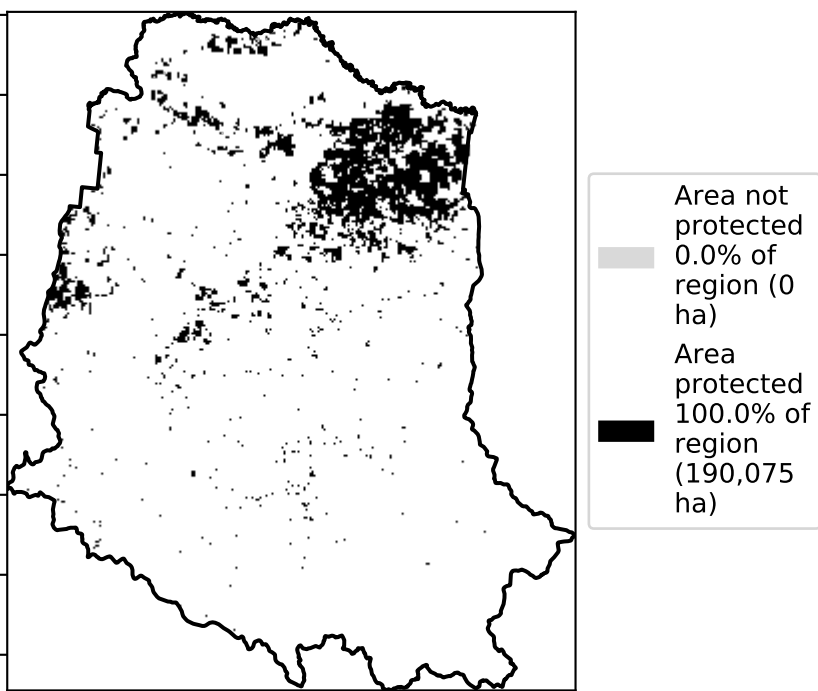 Area not
protected
0.0% of
region (0
ha)
Area
protected
100.0% of
region
(190,075
ha)